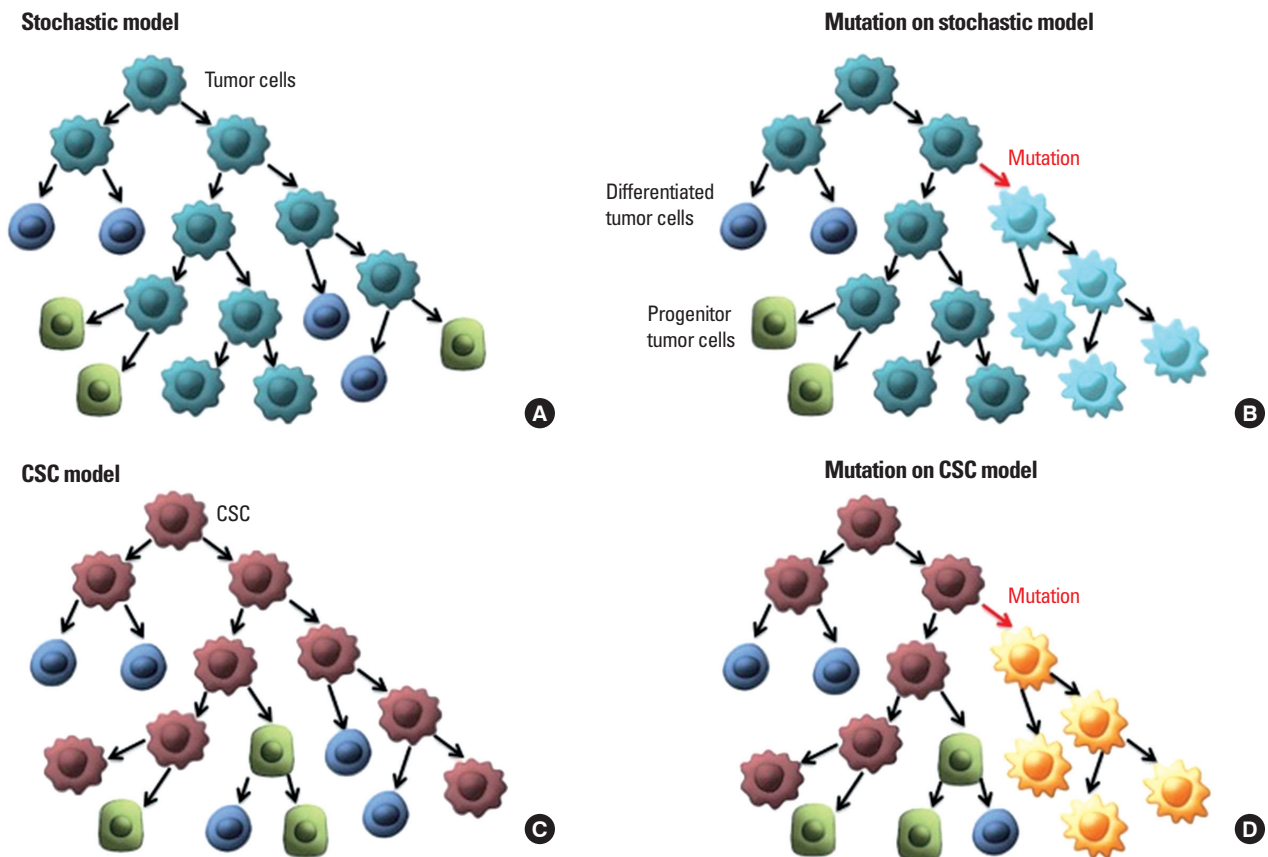 Stochastic model
Tumor cells
A
Mutation on stochastic model
Mutation
Differentiated
tumor cells
Progenitor
tumor cells
B
CSC model
CSC
C
Mutation on CSC model
Mutation
D